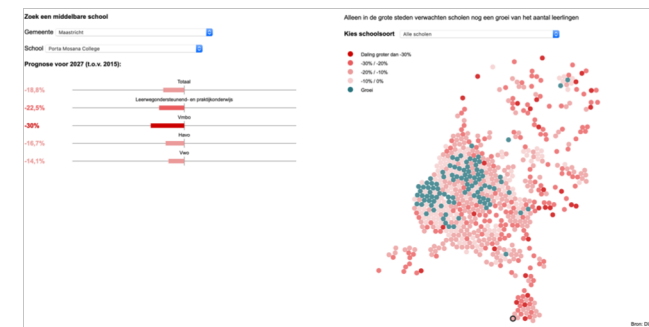 Zoek een middelbare school
Gemeente Maastricht
School Porta Mosana College
Prognose voor 2027 (t.o.v. 2015):
Totaal
-18,8%
Leerwegondersteunend- en praktijkonderwijs
-22,5%
Vmbo
-30%
Havo
-16,7%
Vwo
-14,1%
Alleen in de grote steden verwachten scholen nog een groei van het aantal leerlingen
Kies schoolsoort Alle scholen
Daling groter dan -30%
-30% / -20%
-20% / -10%
-10% / 0%
Groei
Bron: